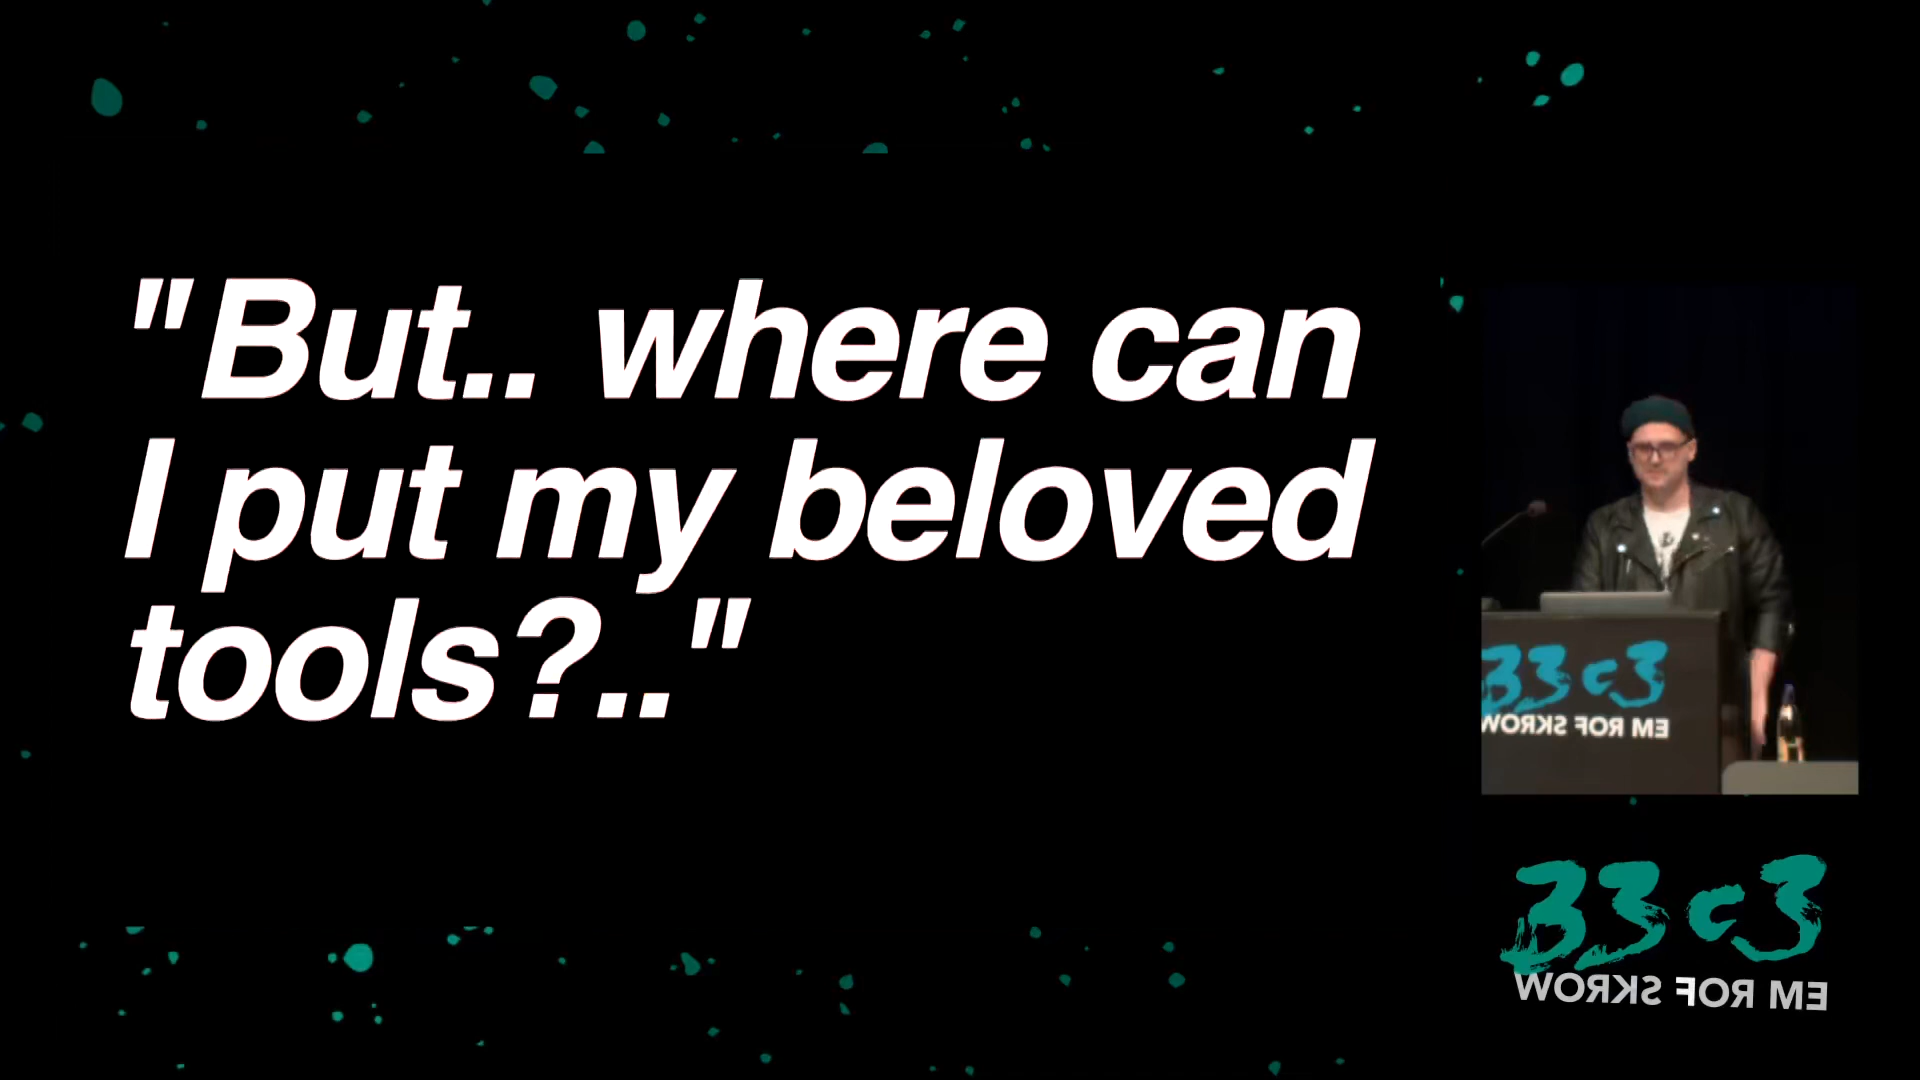 "But.. where can
I put my beloved
tools?.."
33c3
WORKS FOR ME
33c3
WORKS FOR ME